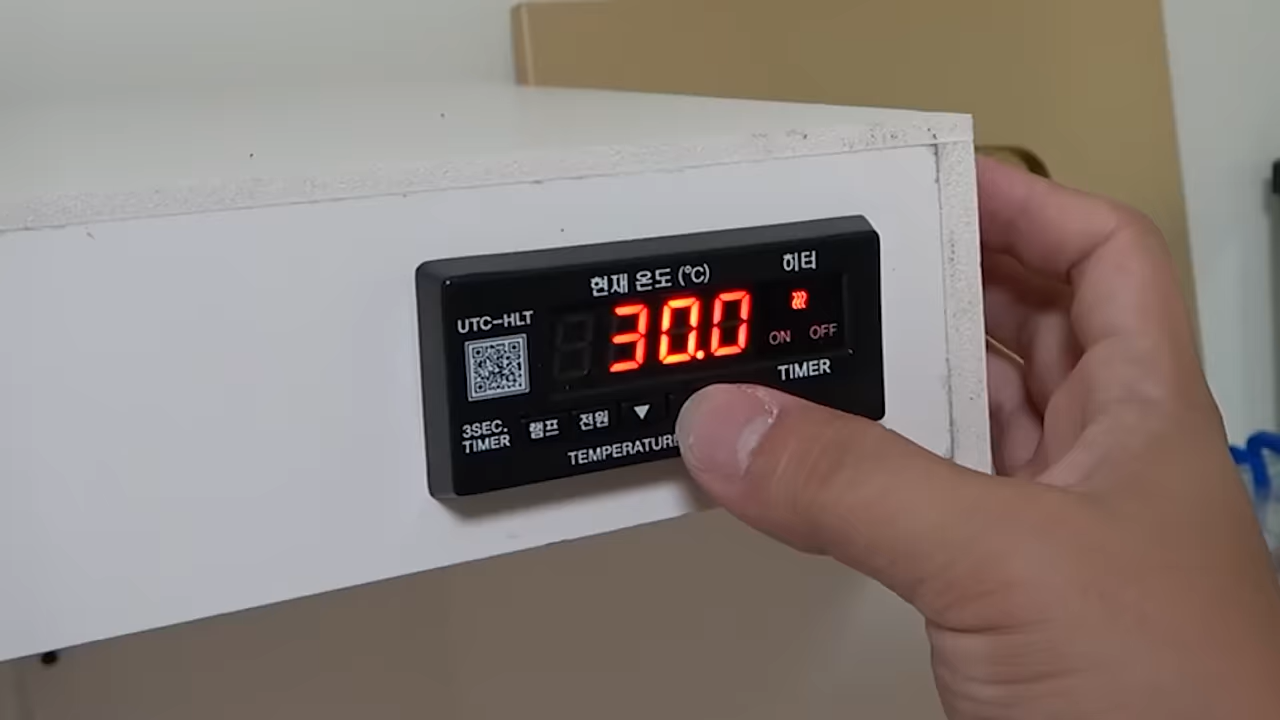 현재 온도 (℃)
히터
UTC-HLT
30.0
ON OFF
TIMER
3SEC.
TIMER
램프 전원 ▼
TEMPERATURE